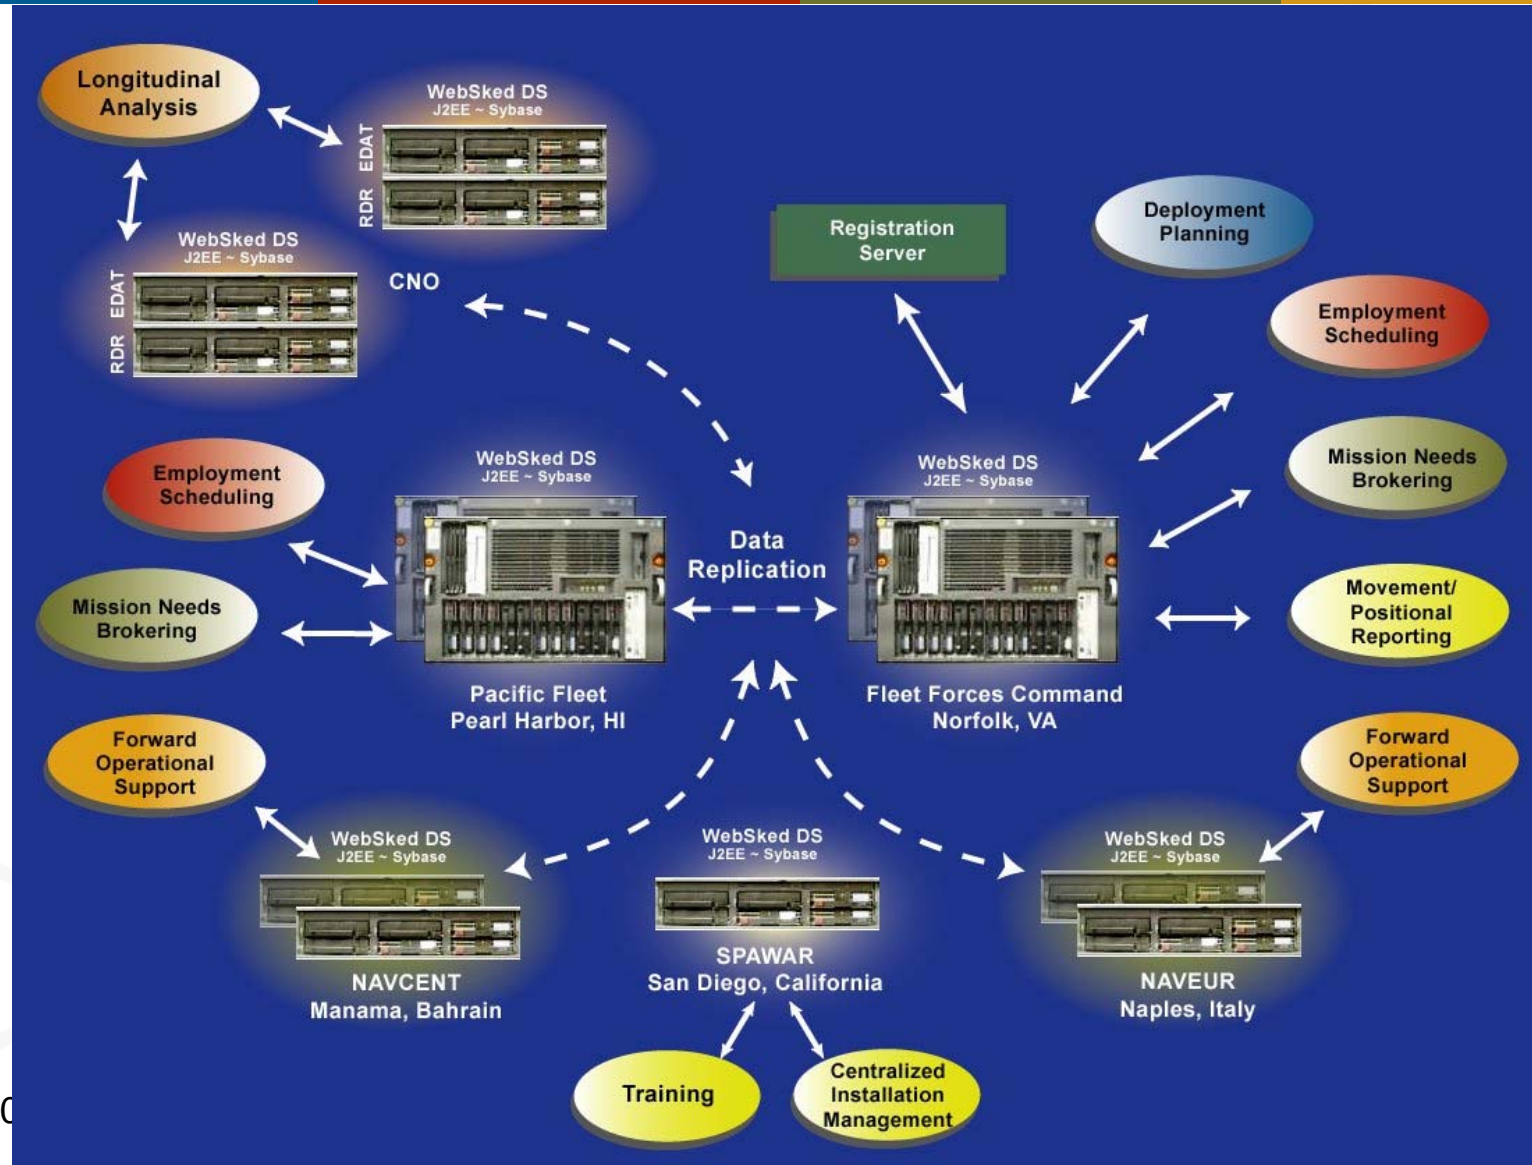 Longitudinal
Analysis
WebSked DS
J2EE ~ Sybase
EDAT
RDR
WebSked DS
J2EE ~ Sybase
EDAT
RDR
CNO
Registration
Server
Deployment
Planning
Employment
Scheduling
Mission Needs
Brokering
Movement/
Positional
Reporting
Forward
Operational
Support
Employment
Scheduling
Mission Needs
Brokering
Forward
Operational
Support
WebSked DS
J2EE ~ Sybase
Pacific Fleet
Pearl Harbor, HI
Data
Replication
WebSked DS
J2EE ~ Sybase
Fleet Forces Command
Norfolk, VA
WebSked DS
J2EE ~ Sybase
NAVCENT
Manama, Bahrain
WebSked DS
J2EE ~ Sybase
SPAWAR
San Diego, California
WebSked DS
J2EE ~ Sybase
NAVEUR
Naples, Italy
Training
Centralized
Installation
Management